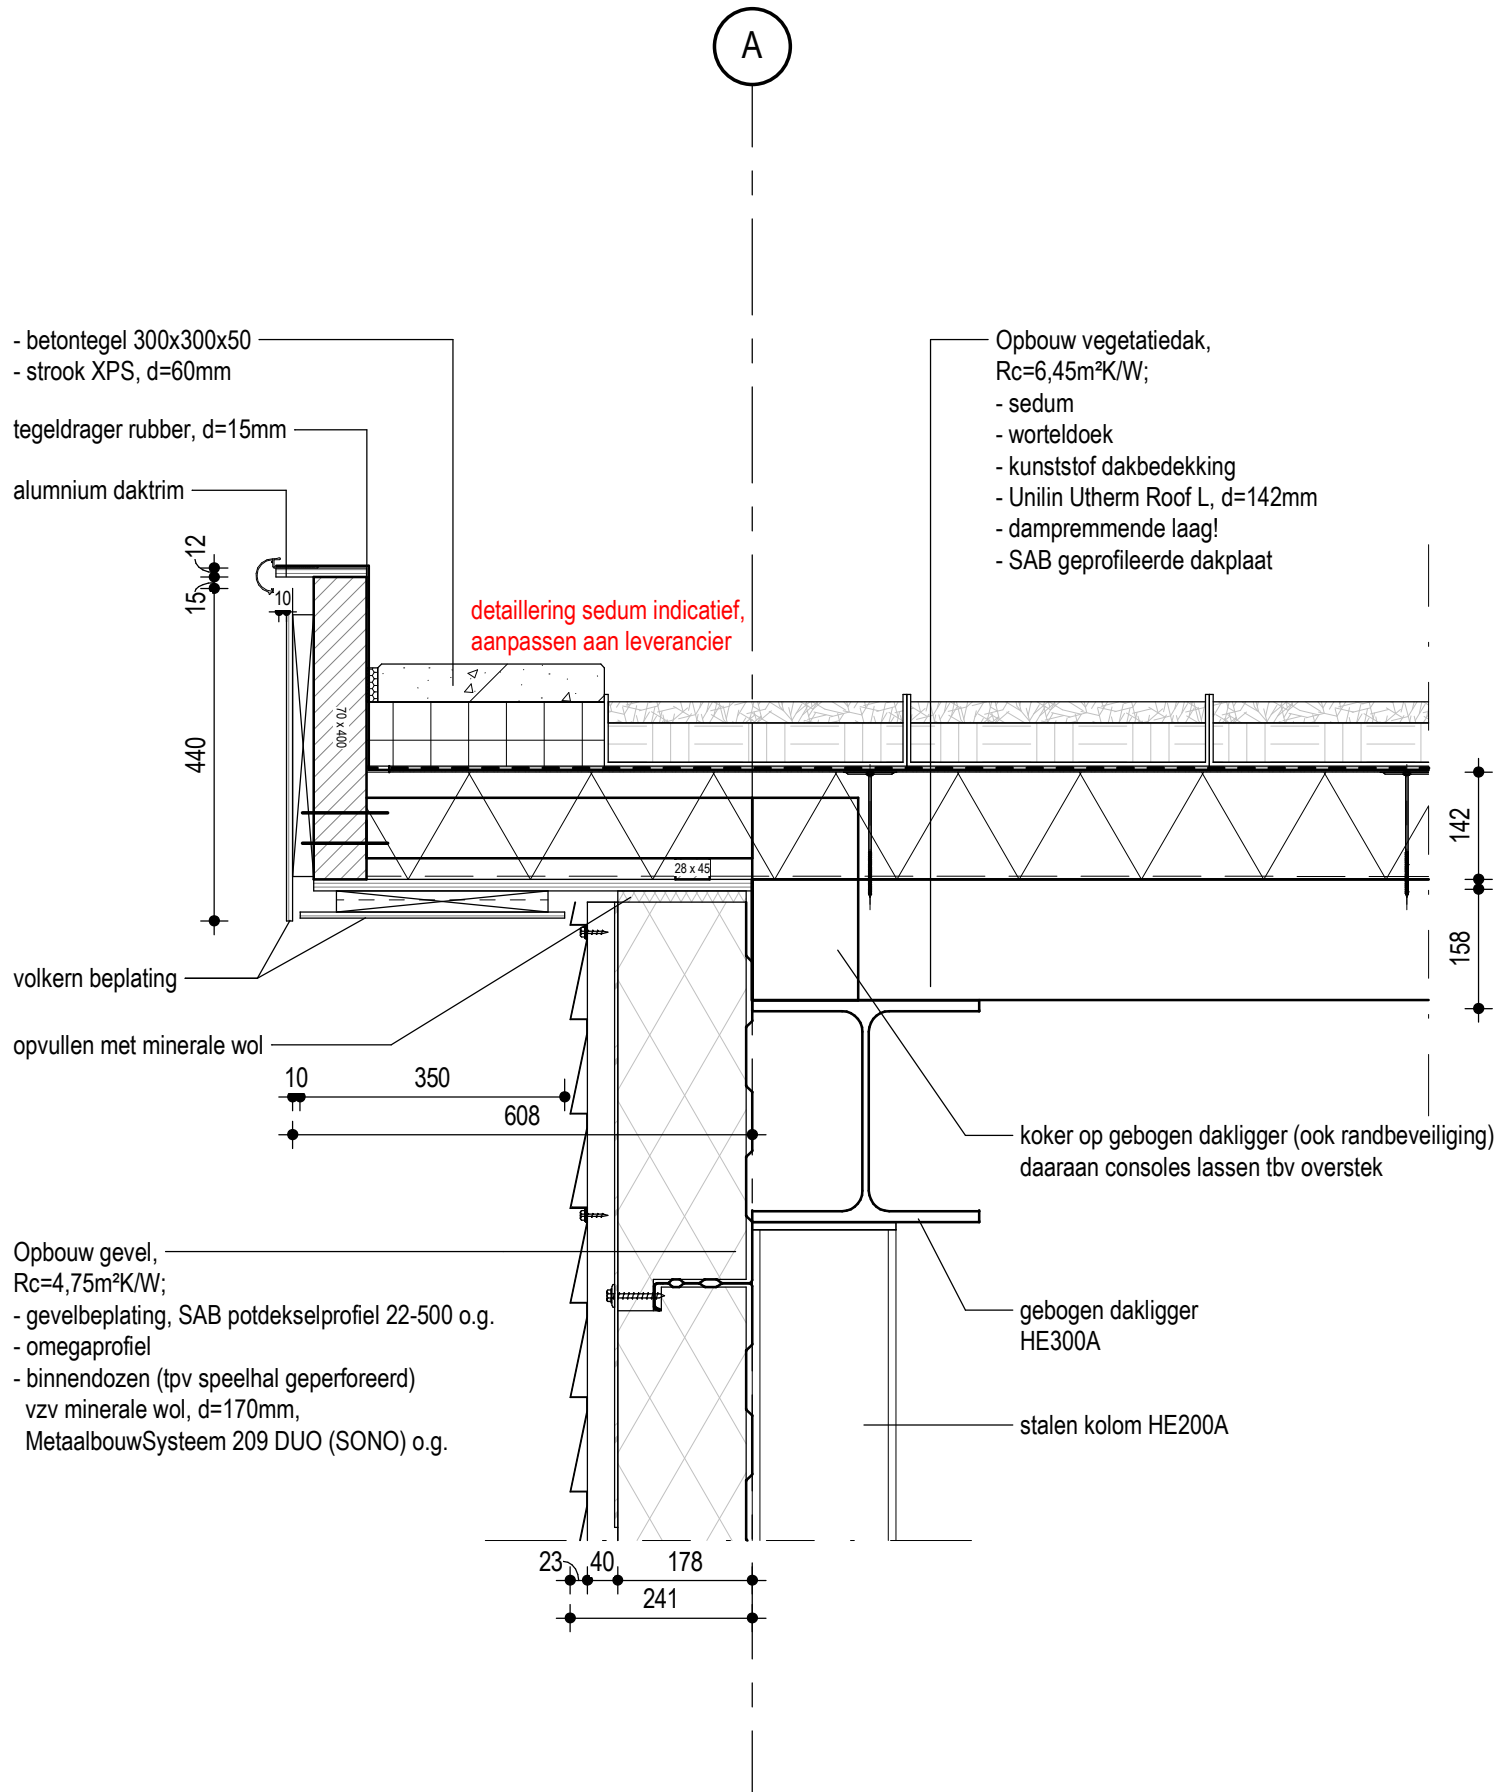 A
- betontegel 300x300x50
- strook XPS, d=60mm
tegeldrager rubber, d=15mm
alumnium daktrim
Opbouw vegetatiedak,
Rc=6,45m²K/W;
- sedum
- worteldoek
- kunststof dakbedekking
- Unilin Utherm Roof L, d=142mm
- dampremmende laag!
- SAB geprofileerde dakplaat
12
15
10
440
detaillering sedum indicatief,
aanpassen aan leverancier
70 x 400
28 x 45
142
158
volkern beplating
opvullen met minerale wol
10
350
608
koker op gebogen dakligger (ook randbeveiliging)
daaraan consoles lassen tbv overstek
Opbouw gevel,
Rc=4,75m²K/W;
- gevelbeplating, SAB potdekselprofiel 22-500 o.g.
- omegaprofiel
- binnendozen (tpv speelhal geperforeerd)
vzv minerale wol, d=170mm,
MetaalbouwSysteem 209 DUO (SONO) o.g.
gebogen dakligger
HE300A
stalen kolom HE200A
23
40
178
241